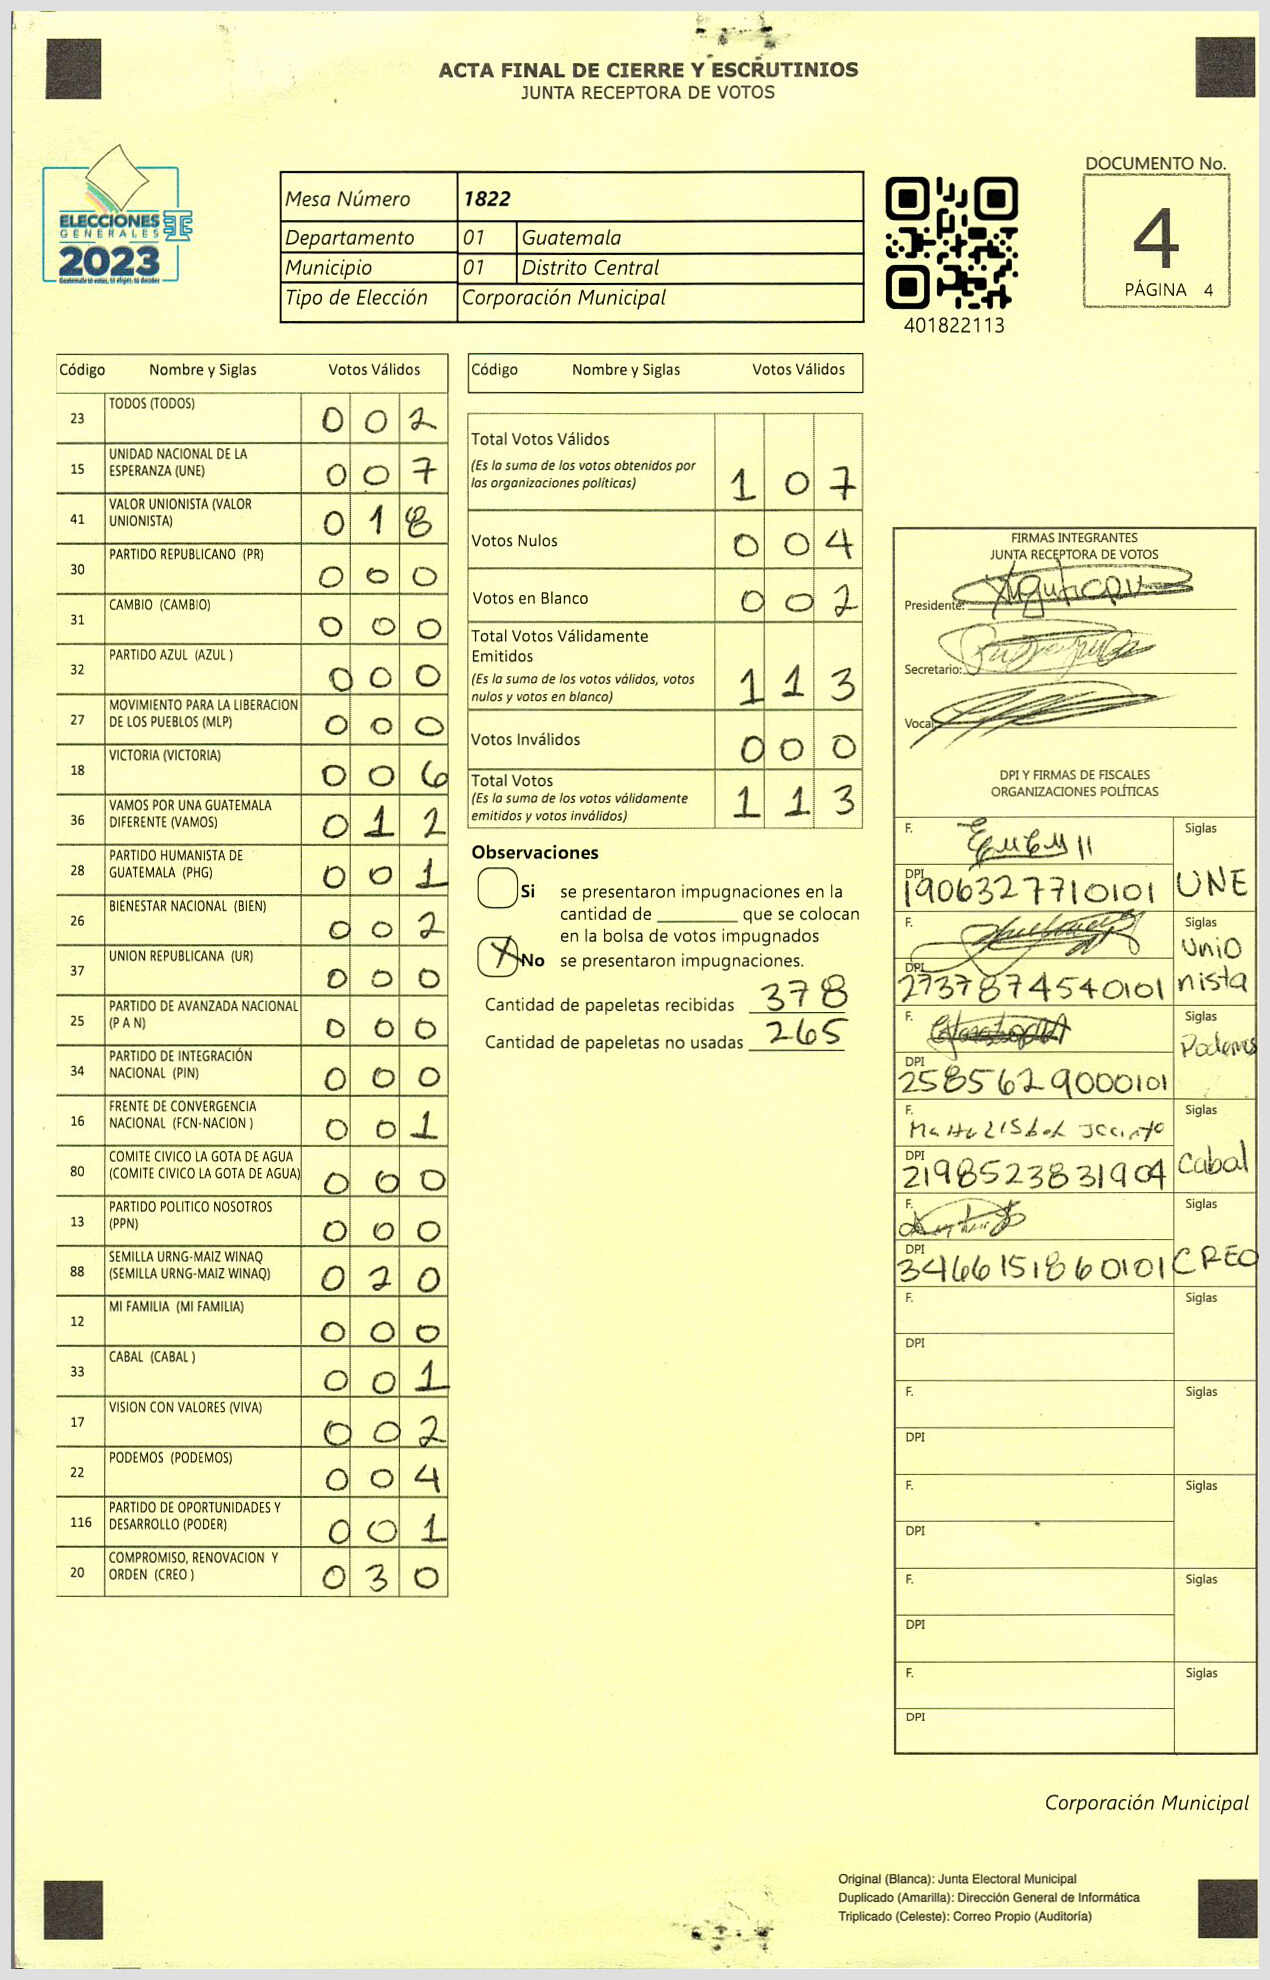 ACTA FINAL DE CIERRE Y ESCRUTINIOS
JUNTA RECEPTORA DE VOTOS
ELECCIONES
GENERALES
2023
Guatemala tú votas, tú eliges, tú decides
Mesa Número 1822
Departamento 01 Guatemala
Municipio 01 Distrito Central
Tipo de Elección Corporación Municipal
401822113
DOCUMENTO No.
4
PÁGINA 4
Código Nombre y Siglas Votos Válidos
23 TODOS (TODOS) 0 0 2
15 UNIDAD NACIONAL DE LA
ESPERANZA (UNE) 0 0 7
41 VALOR UNIONISTA (VALOR
UNIONISTA) 0 1 8
30 PARTIDO REPUBLICANO (PR) 0 0 0
31 CAMBIO (CAMBIO) 0 0 0
32 PARTIDO AZUL (AZUL ) 0 0 0
27 MOVIMIENTO PARA LA LIBERACION
DE LOS PUEBLOS (MLP) 0 0 0
18 VICTORIA (VICTORIA) 0 0 6
36 VAMOS POR UNA GUATEMALA
DIFERENTE (VAMOS) 0 1 2
28 PARTIDO HUMANISTA DE
GUATEMALA (PHG) 0 0 1
26 BIENESTAR NACIONAL (BIEN) 0 0 2
37 UNION REPUBLICANA (UR) 0 0 0
25 PARTIDO DE AVANZADA NACIONAL
(P A N) 0 0 0
34 PARTIDO DE INTEGRACIÓN
NACIONAL (PIN) 0 0 0
16 FRENTE DE CONVERGENCIA
NACIONAL (FCN-NACION ) 0 0 1
80 COMITE CIVICO LA GOTA DE AGUA
(COMITE CIVICO LA GOTA DE AGUA) 0 0 0
13 PARTIDO POLITICO NOSOTROS
(PPN) 0 0 0
88 SEMILLA URNG-MAIZ WINAQ
(SEMILLA URNG-MAIZ WINAQ) 0 2 0
12 MI FAMILIA (MI FAMILIA) 0 0 0
33 CABAL (CABAL ) 0 0 1
17 VISION CON VALORES (VIVA) 0 0 2
22 PODEMOS (PODEMOS) 0 0 4
116 PARTIDO DE OPORTUNIDADES Y
DESARROLLO (PODER) 0 0 1
20 COMPROMISO, RENOVACION Y
ORDEN (CREO ) 0 3 0
Código Nombre y Siglas Votos Válidos
Total Votos Válidos
(Es la suma de los votos obtenidos por
las organizaciones políticas) 1 0 7
Votos Nulos 0 0 4
Votos en Blanco 0 0 2
Total Votos Válidamente
Emitidos
(Es la suma de los votos válidos, votos
nulos y votos en blanco) 1 1 3
Votos Inválidos 0 0 0
Total Votos
(Es la suma de los votos válidamente
emitidos y votos inválidos) 1 1 3
Observaciones
Si se presentaron impugnaciones en la
cantidad de ________ que se colocan
en la bolsa de votos impugnados
X No se presentaron impugnaciones.
Cantidad de papeletas recibidas 378
Cantidad de papeletas no usadas 265
FIRMAS INTEGRANTES
JUNTA RECEPTORA DE VOTOS
Presidente:
Secretario:
Vocal:
DPI Y FIRMAS DE FISCALES
ORGANIZACIONES POLÍTICAS
F. Siglas
DPI 1906327710101 UNE
F. Siglas
Unio
DPI 2737874540101 nista
F. Siglas
Podemos
DPI 2585629000101
F. Siglas
DPI 2198523831904 Cabal
F. Siglas
DPI 3466151860101 CREO
F. Siglas
DPI
F. Siglas
DPI
F. Siglas
DPI
F. Siglas
DPI
F. Siglas
DPI
Corporación Municipal
Original (Blanca): Junta Electoral Municipal
Duplicado (Amarilla): Dirección General de Informática
Triplicado (Celeste): Correo Propio (Auditoría)